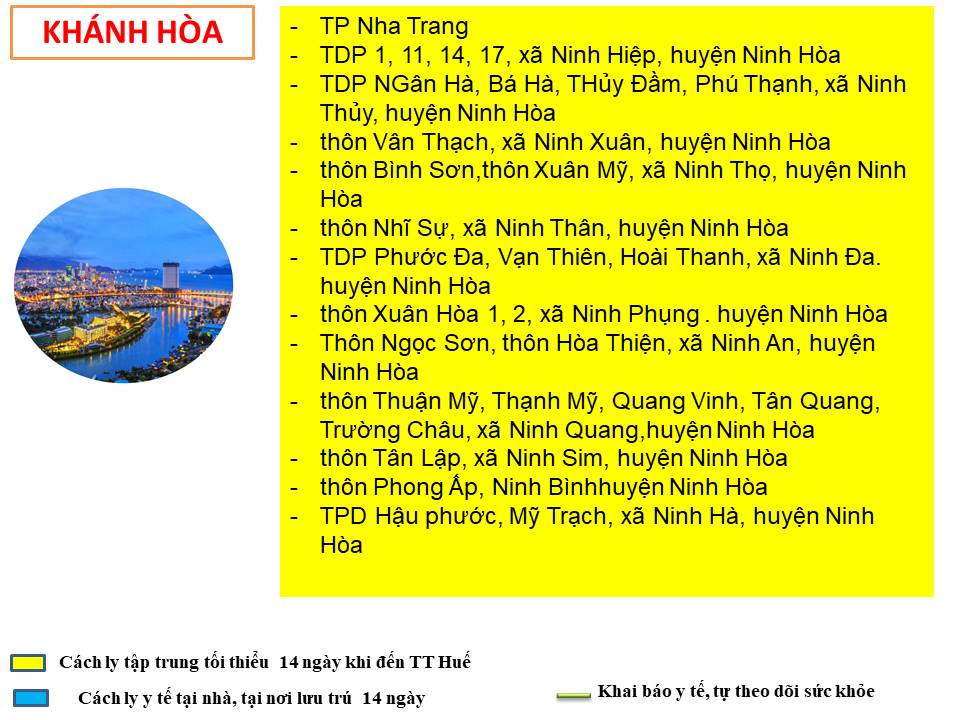 KHÁNH HÒA
- TP Nha Trang
- TDP 1, 11, 14, 17, xã Ninh Hiệp, huyện Ninh Hòa
- TDP NGân Hà, Bá Hà, THủy Đầm, Phú Thạnh, xã Ninh
Thủy, huyện Ninh Hòa
- thôn Vân Thạch, xã Ninh Xuân, huyện Ninh Hòa
- thôn Bình Sơn,thôn Xuân Mỹ, xã Ninh Thọ, huyện Ninh
Hòa
- thôn Nhĩ Sự, xã Ninh Thân, huyện Ninh Hòa
- TDP Phước Đa, Vạn Thiên, Hoài Thanh, xã Ninh Đa.
huyện Ninh Hòa
- thôn Xuân Hòa 1, 2, xã Ninh Phụng . huyện Ninh Hòa
- Thôn Ngọc Sơn, thôn Hòa Thiện, xã Ninh An, huyện
Ninh Hòa
- thôn Thuận Mỹ, Thạnh Mỹ, Quang Vinh, Tân Quang,
Trường Châu, xã Ninh Quang,huyện Ninh Hòa
- thôn Tân Lập, xã Ninh Sim, huyện Ninh Hòa
- thôn Phong Ấp, Ninh Bìnhhuyện Ninh Hòa
- TPD Hậu phước, Mỹ Trạch, xã Ninh Hà, huyện Ninh
Hòa
Cách ly tập trung tối thiểu 14 ngày khi đến TT Huế
Cách ly y tế tại nhà, tại nơi lưu trú 14 ngày
Khai báo y tế, tự theo dõi sức khỏe